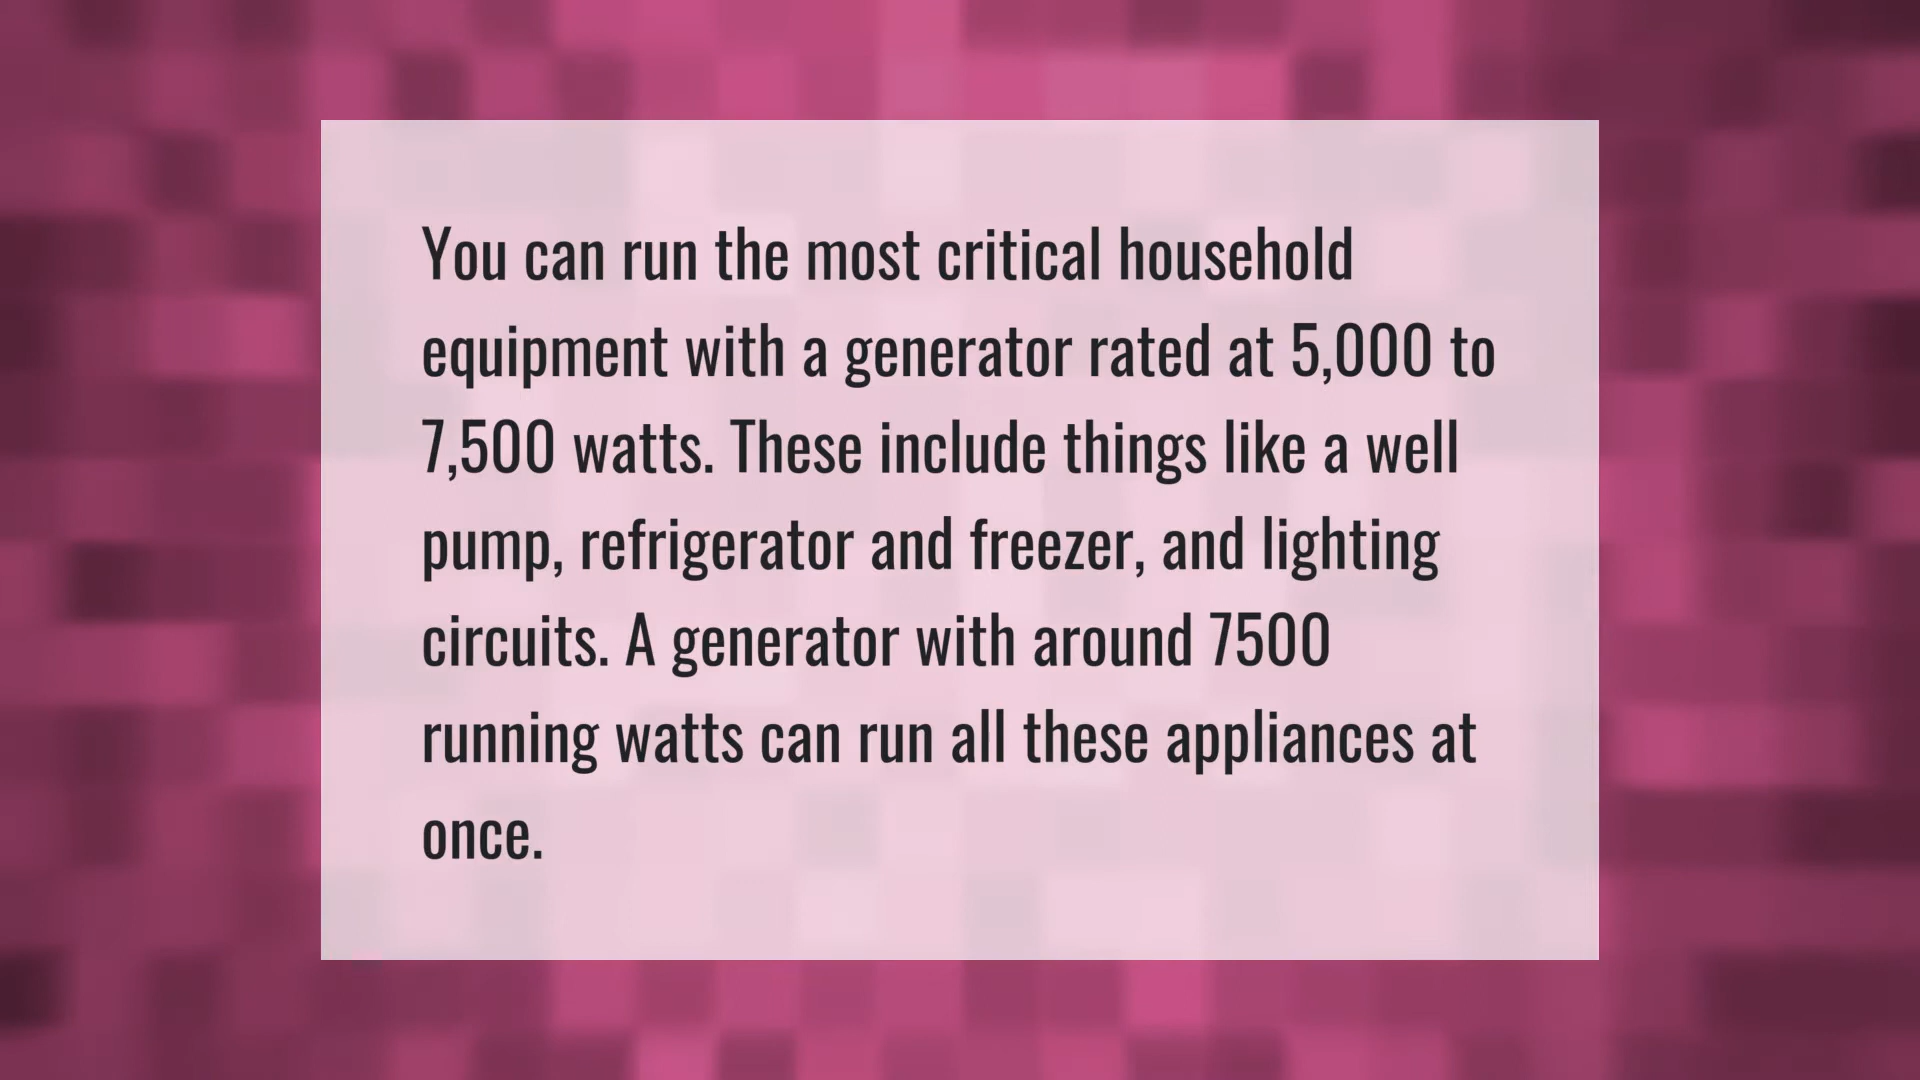 You can run the most critical household
equipment with a generator rated at 5,000 to
7,500 watts. These include things like a well
pump, refrigerator and freezer, and lighting
circuits. A generator with around 7500
running watts can run all these appliances at
once.